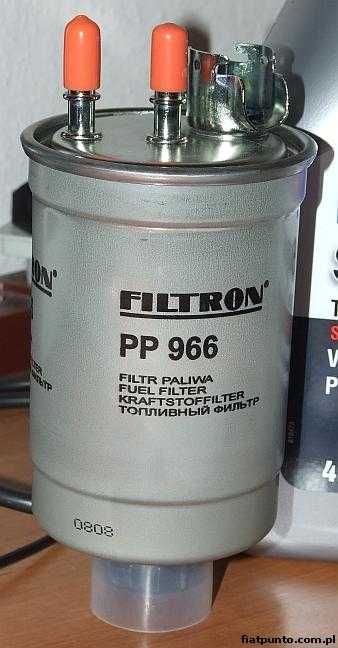 FILTRON®
PP 966
FILTR PALIWA
FUEL FILTER
KRAFTSTOFFILTER
ТОПЛИВНЫЙ ФИЛЬТР
0808
fiatpunto.com.pl